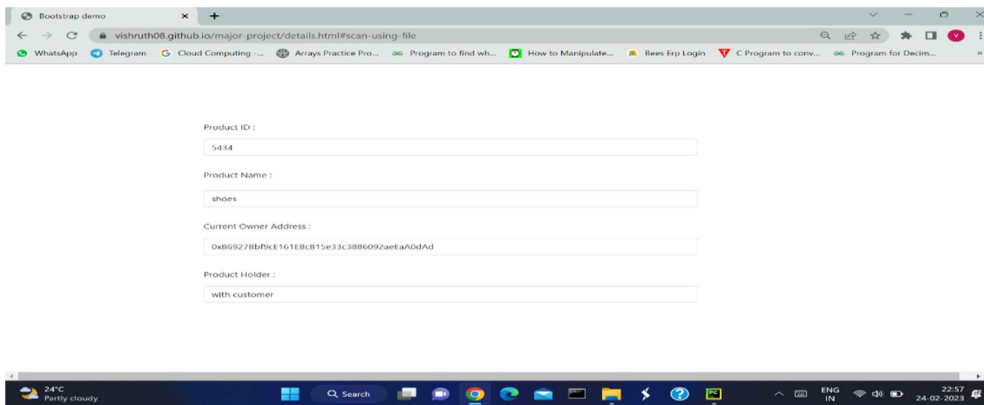 Bootstrap demo
vishruth08.github.io/major-project/details.html#scan-using-file
WhatsApp Telegram Cloud Computing -... Arrays Practice Pro... Program to find wh... How to Manipulate... Bees Erp Login C Program to conv... Program for Decim... »
Product ID :
5434
Product Name :
shoes
Current Owner Address :
Product Holder :
with customer
24°C
Partly cloudy
Search
ENG
IN
22:57
24-02-2023